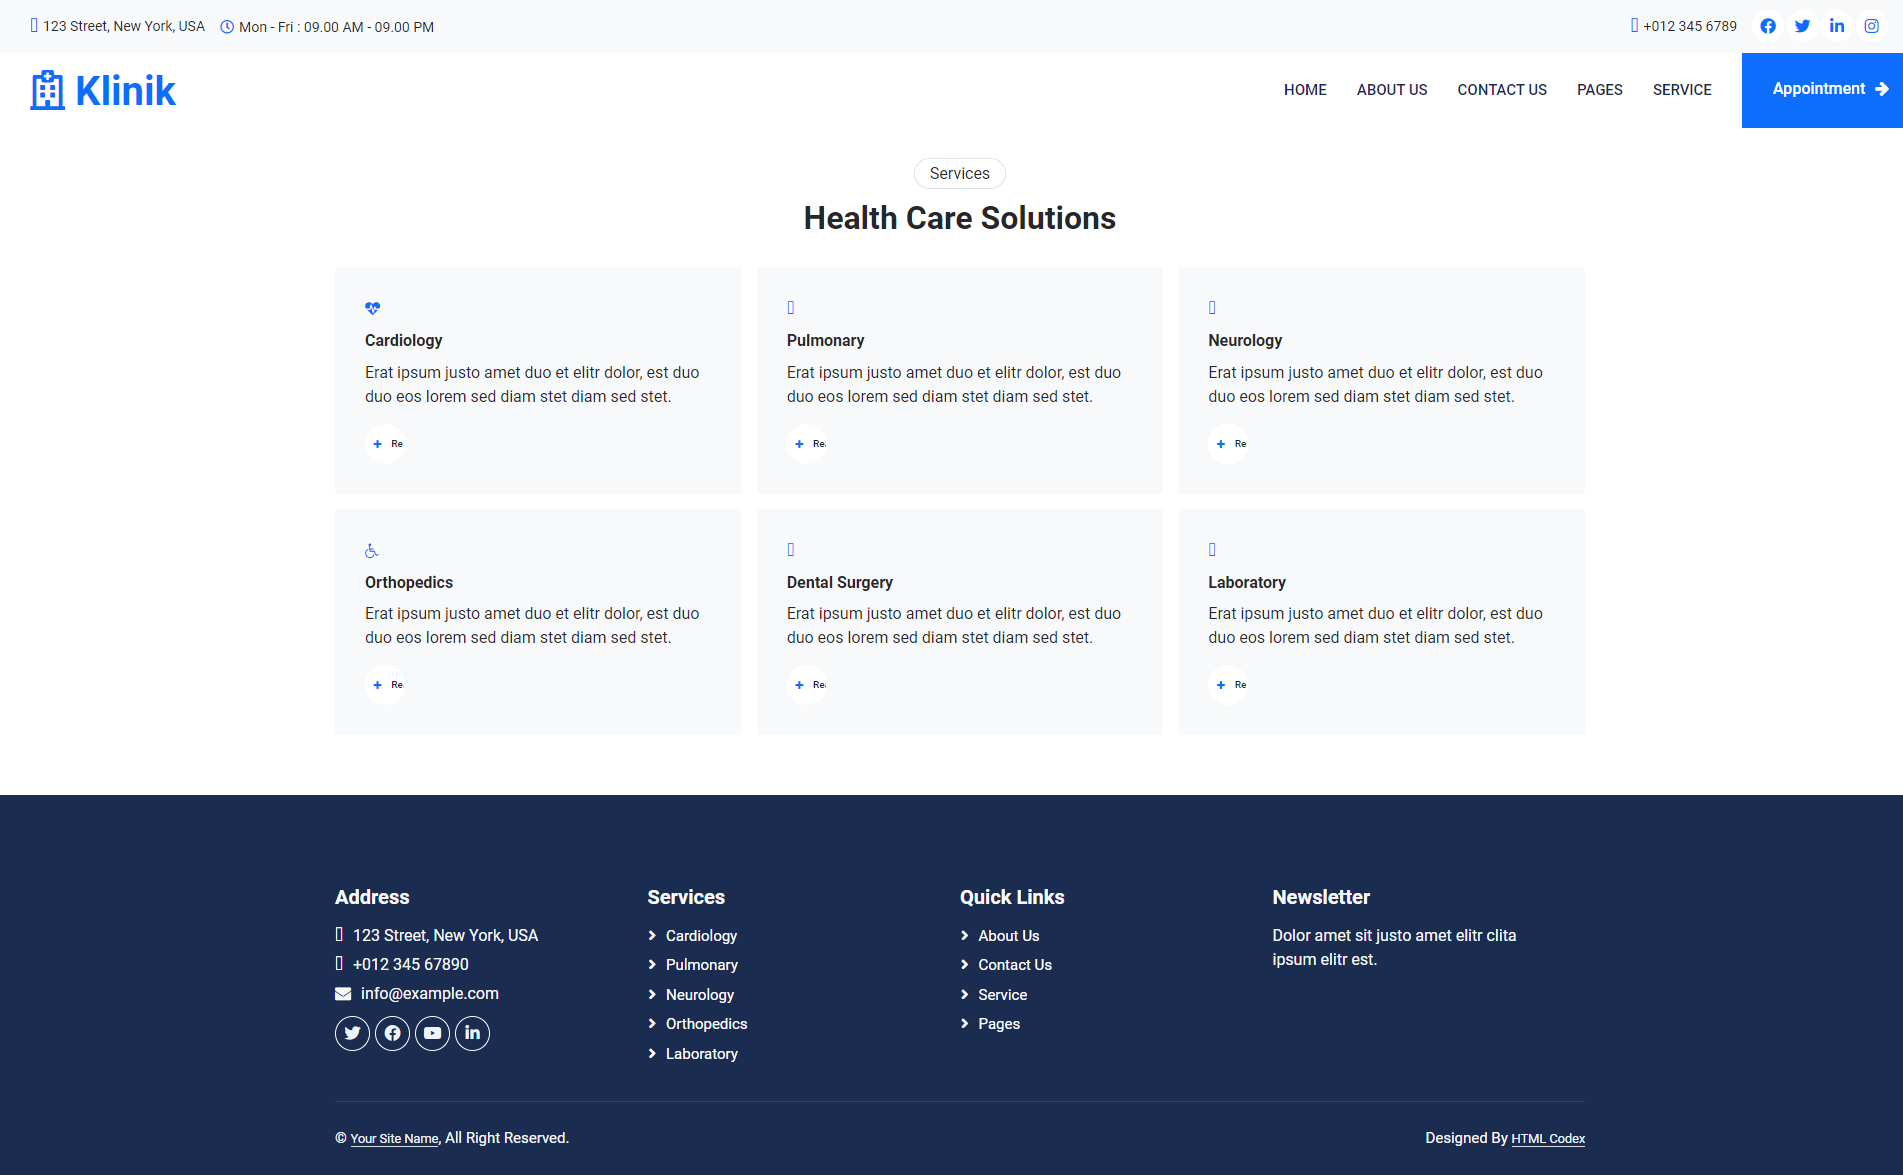 123 Street, New York, USA Mon - Fri : 09.00 AM - 09.00 PM +012 345 6789
Klinik HOME ABOUT US CONTACT US PAGES SERVICE Appointment
Services
Health Care Solutions
Cardiology
Erat ipsum justo amet duo et elitr dolor, est duo
duo eos lorem sed diam stet diam sed stet.
Re
Pulmonary
Erat ipsum justo amet duo et elitr dolor, est duo
duo eos lorem sed diam stet diam sed stet.
Re
Neurology
Erat ipsum justo amet duo et elitr dolor, est duo
duo eos lorem sed diam stet diam sed stet.
Re
Orthopedics
Erat ipsum justo amet duo et elitr dolor, est duo
duo eos lorem sed diam stet diam sed stet.
Re
Dental Surgery
Erat ipsum justo amet duo et elitr dolor, est duo
duo eos lorem sed diam stet diam sed stet.
Re
Laboratory
Erat ipsum justo amet duo et elitr dolor, est duo
duo eos lorem sed diam stet diam sed stet.
Re
Address
123 Street, New York, USA
+012 345 67890
info@example.com
Services
Cardiology
Pulmonary
Neurology
Orthopedics
Laboratory
Quick Links
About Us
Contact Us
Service
Pages
Newsletter
Dolor amet sit justo amet elitr clita
ipsum elitr est.
© Your Site Name, All Right Reserved. Designed By HTML Codex